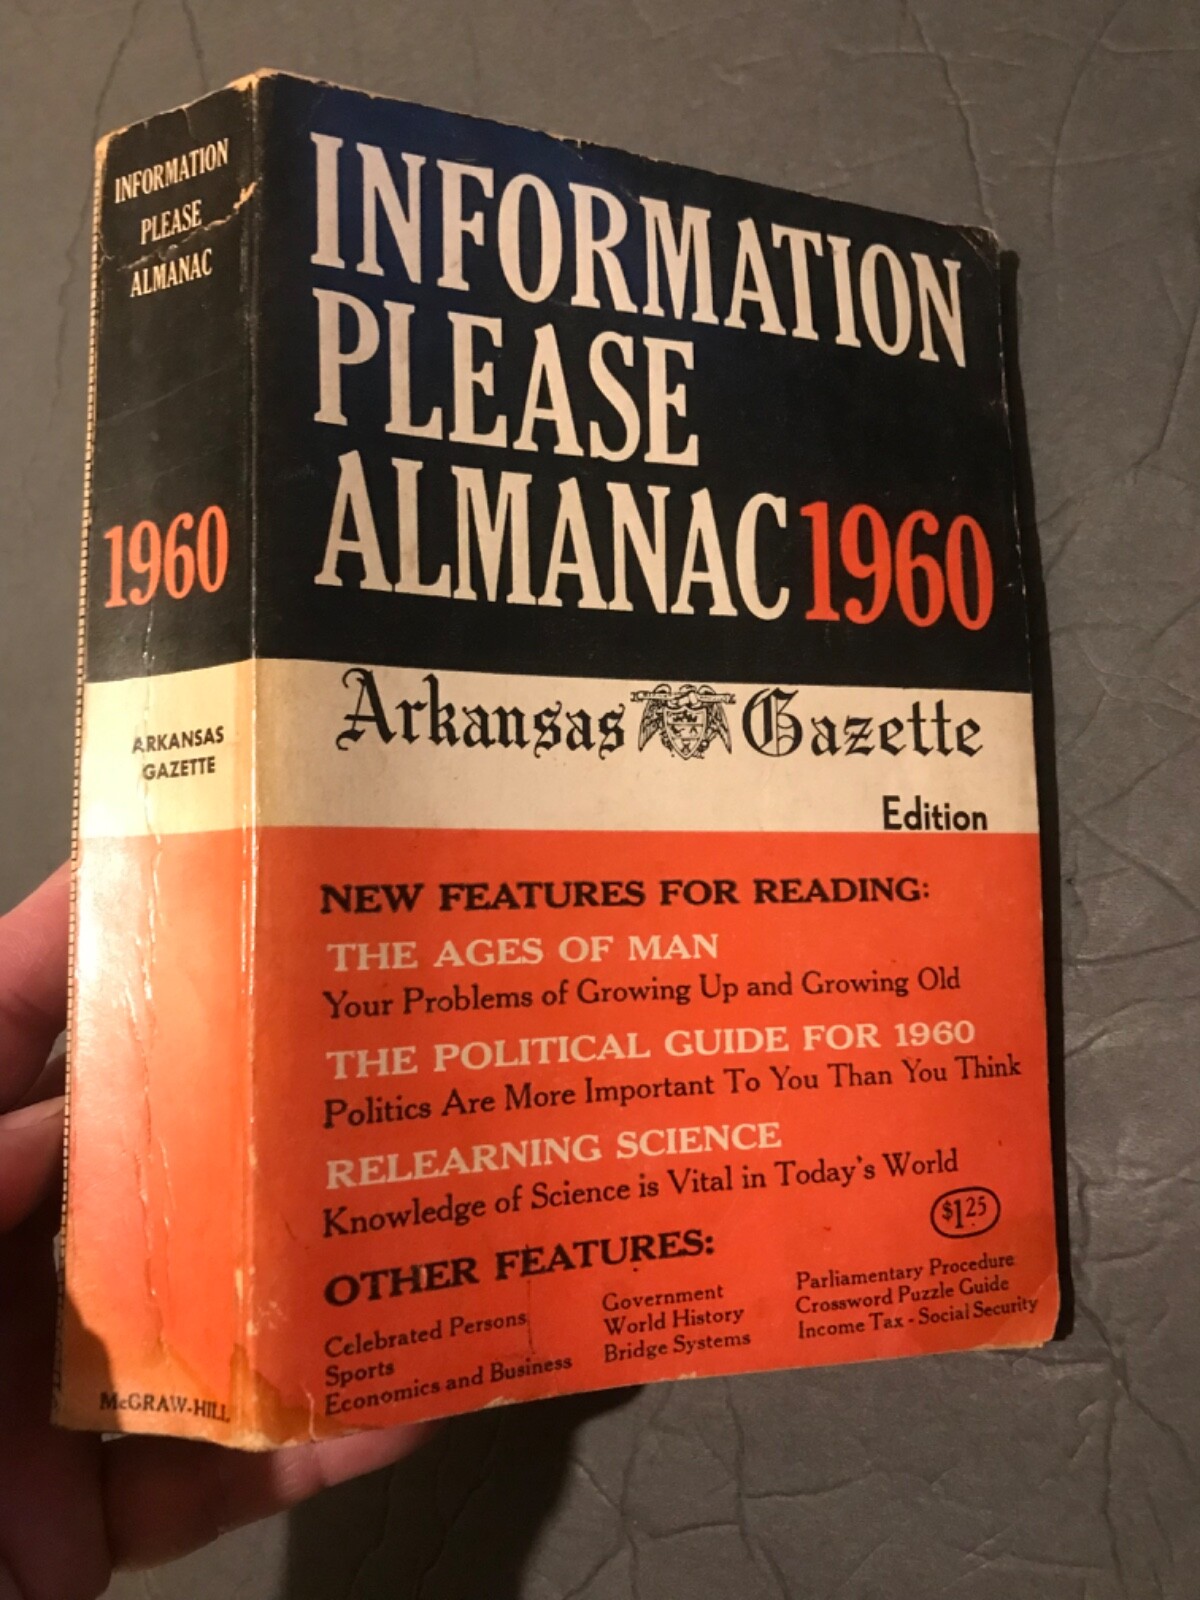 INFORMATION
PLEASE
ALMANAC
1960
ARKANSAS
GAZETTE
McGRAW-HILL
INFORMATION
PLEASE
ALMANAC 1960
Arkansas Gazette
Edition
NEW FEATURES FOR READING:
THE AGES OF MAN
Your Problems of Growing Up and Growing Old
THE POLITICAL GUIDE FOR 1960
Politics Are More Important To You Than You Think
RELEARNING SCIENCE
Knowledge of Science is Vital in Today's World
$1.25
OTHER FEATURES:
Celebrated Persons
Sports
Economics and Business
Government
World History
Bridge Systems
Parliamentary Procedure
Crossword Puzzle Guide
Income Tax - Social Security